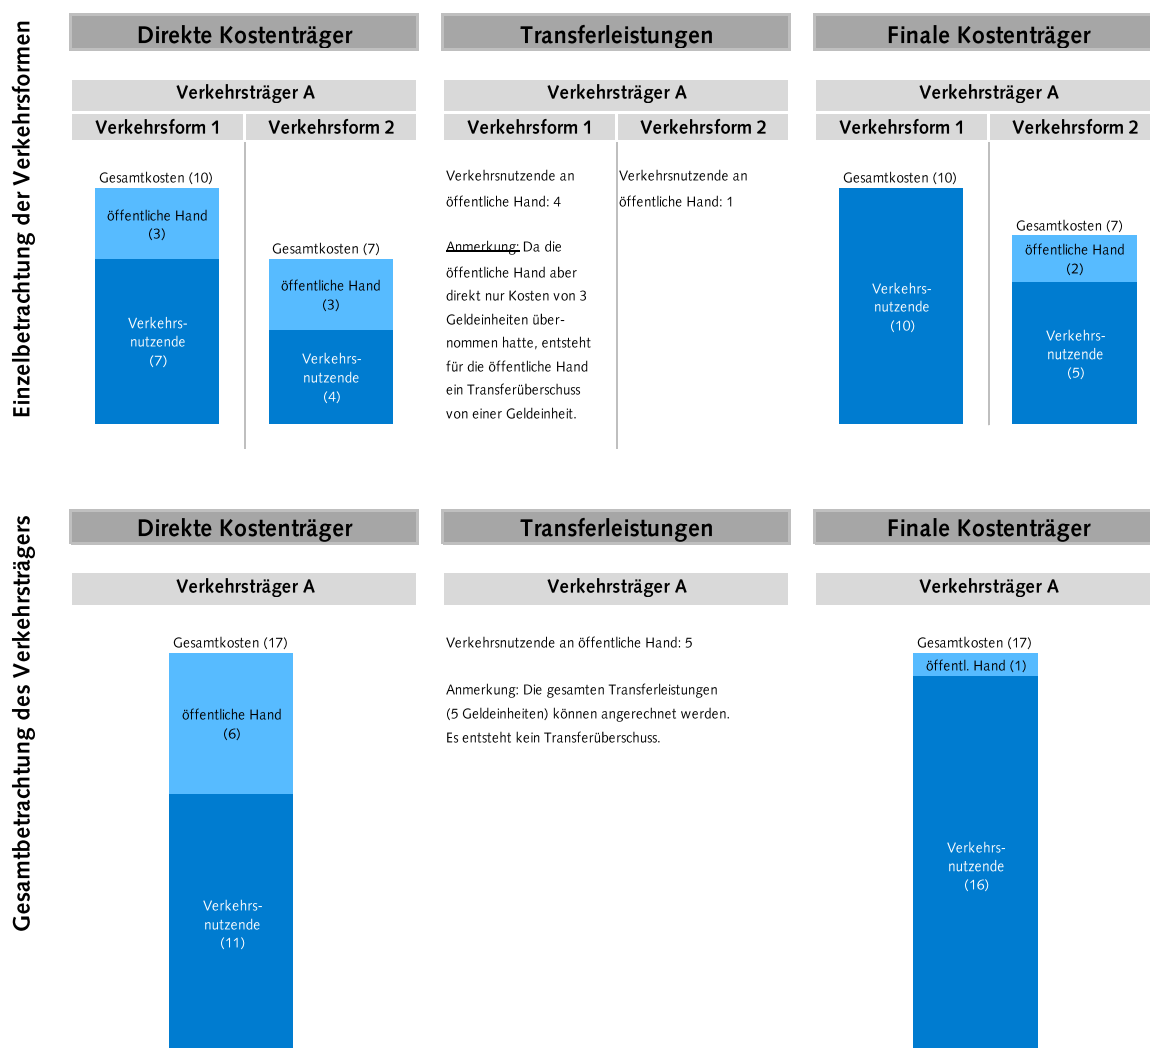 Einzelbetrachtung der Verkehrsformen
Direkte Kostenträger
Verkehrsträger A
Verkehrsform 1
Verkehrsform 2
Gesamtkosten (10)
öffentliche Hand
(3)
Verkehrs-
nutzende
(7)
Gesamtkosten (7)
öffentliche Hand
(3)
Verkehrs-
nutzende
(4)
Transferleistungen
Verkehrsträger A
Verkehrsform 1
Verkehrsform 2
Verkehrsnutzende an
öffentliche Hand: 4
Anmerkung: Da die
öffentliche Hand aber
direkt nur Kosten von 3
Geldeinheiten über-
nommen hatte, entsteht
für die öffentliche Hand
ein Transferüberschuss
von einer Geldeinheit.
Verkehrsnutzende an
öffentliche Hand: 1
Finale Kostenträger
Verkehrsträger A
Verkehrsform 1
Verkehrsform 2
Gesamtkosten (10)
Verkehrs-
nutzende
(10)
Gesamtkosten (7)
öffentliche Hand
(2)
Verkehrs-
nutzende
(5)
Gesamtbetrachtung des Verkehrsträgers
Direkte Kostenträger
Verkehrsträger A
Gesamtkosten (17)
öffentliche Hand
(6)
Verkehrs-
nutzende
(11)
Transferleistungen
Verkehrsträger A
Verkehrsnutzende an öffentliche Hand: 5
Anmerkung: Die gesamten Transferleistungen
(5 Geldeinheiten) können angerechnet werden.
Es entsteht kein Transferüberschuss.
Finale Kostenträger
Verkehrsträger A
Gesamtkosten (17)
öffentl. Hand (1)
Verkehrs-
nutzende
(16)